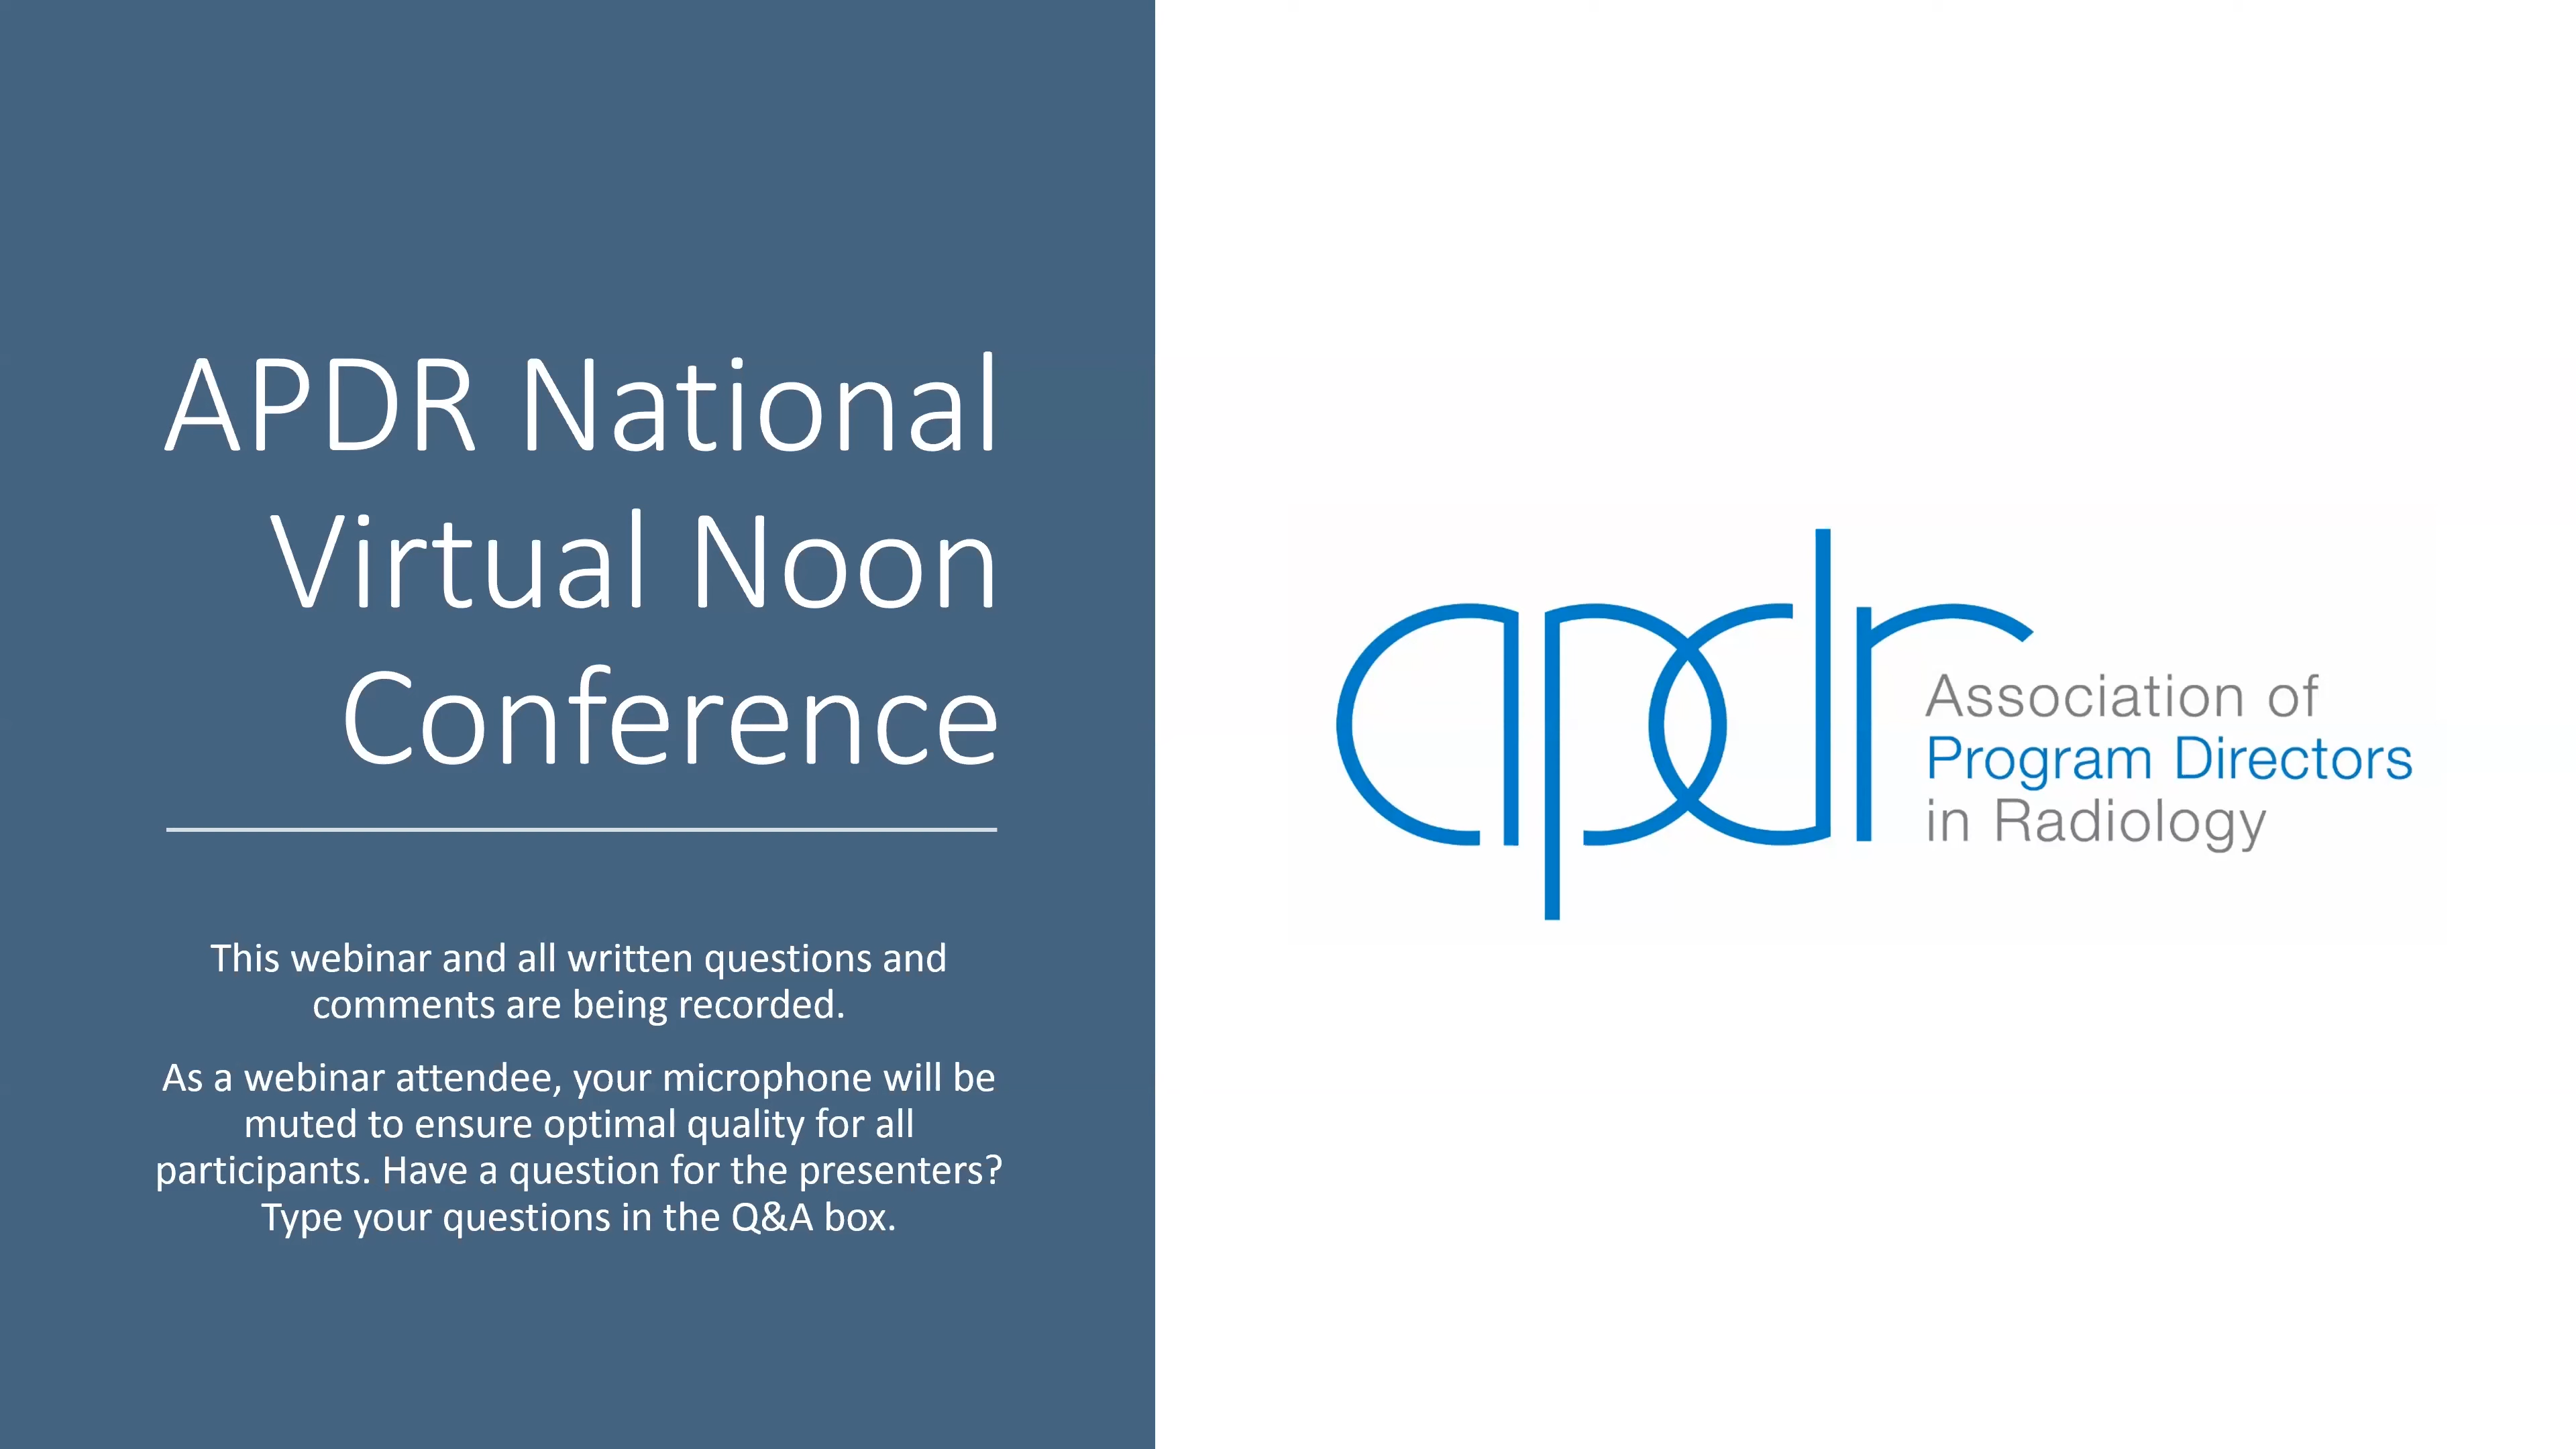 APDR National
Virtual Noon
Conference
This webinar and all written questions and
comments are being recorded.
As a webinar attendee, your microphone will be
muted to ensure optimal quality for all
participants. Have a question for the presenters?
Type your questions in the Q&A box.
apdr
Association of
Program Directors
in Radiology